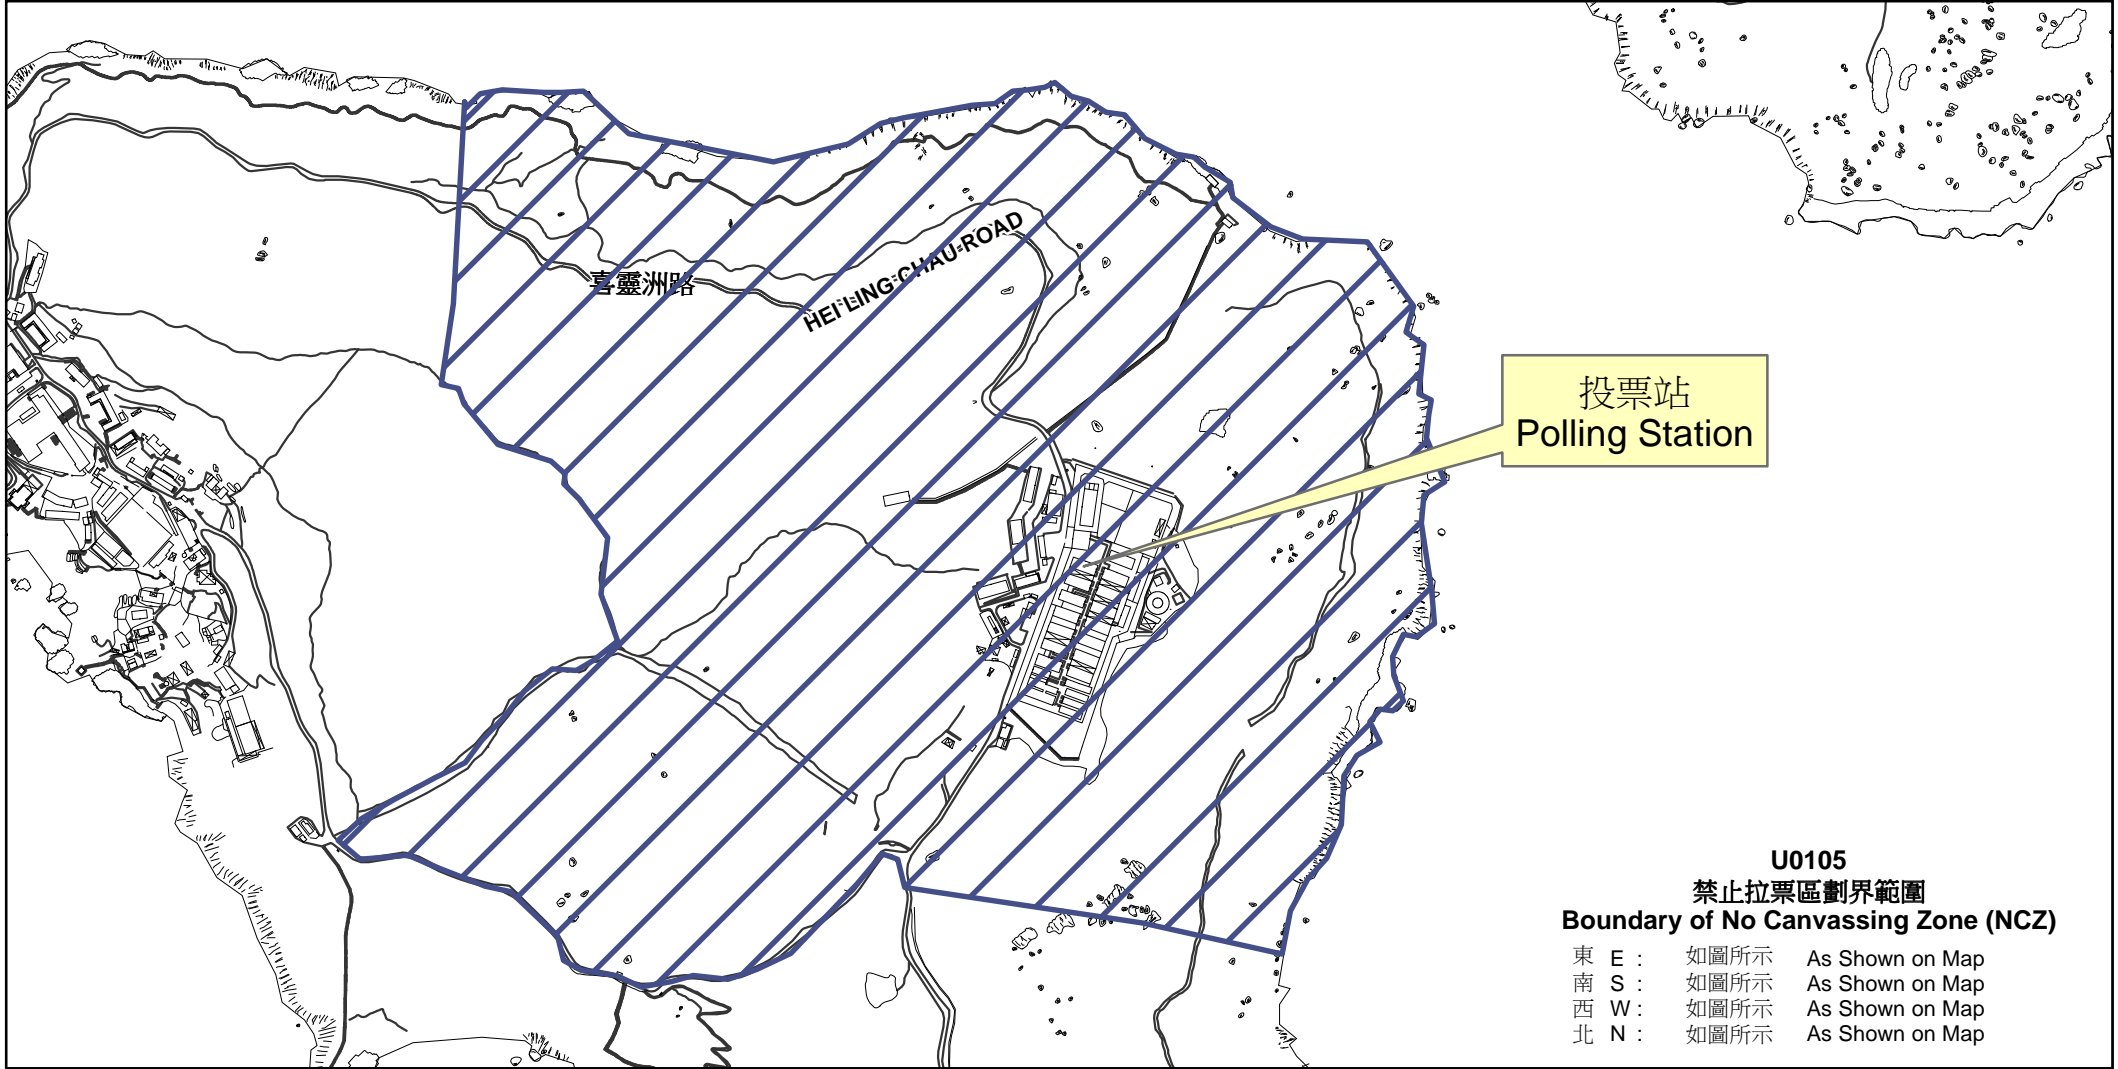 喜靈洲路
HEI LING CHAU ROAD
投票站
Polling Station
U0105
禁止拉票區劃界範圍
Boundary of No Canvassing Zone (NCZ)
東 E : 如圖所示 As Shown on Map
南 S : 如圖所示 As Shown on Map
西 W : 如圖所示 As Shown on Map
北 N : 如圖所示 As Shown on Map